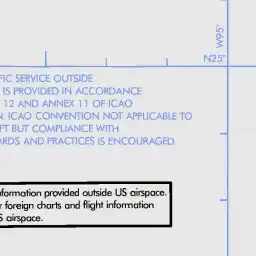 W95°
N25°
FIC SERVICE OUTSIDE
IS PROVIDED IN ACCORDANCE
12 AND ANNEX 11 OF ICAO
N. ICAO CONVENTION NOT APPLICABLE TO
FT BUT COMPLIANCE WITH
ARDS AND PRACTICES IS ENCOURAGED.
nformation provided outside US airspace.
r foreign charts and flight information
S airspace.